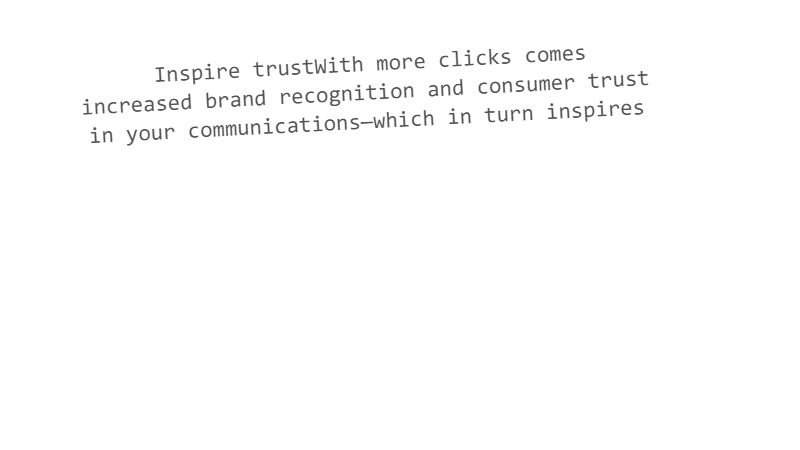 Inspire trustWith more clicks comes
increased brand recognition and consumer trust
in your communications—which in turn inspires